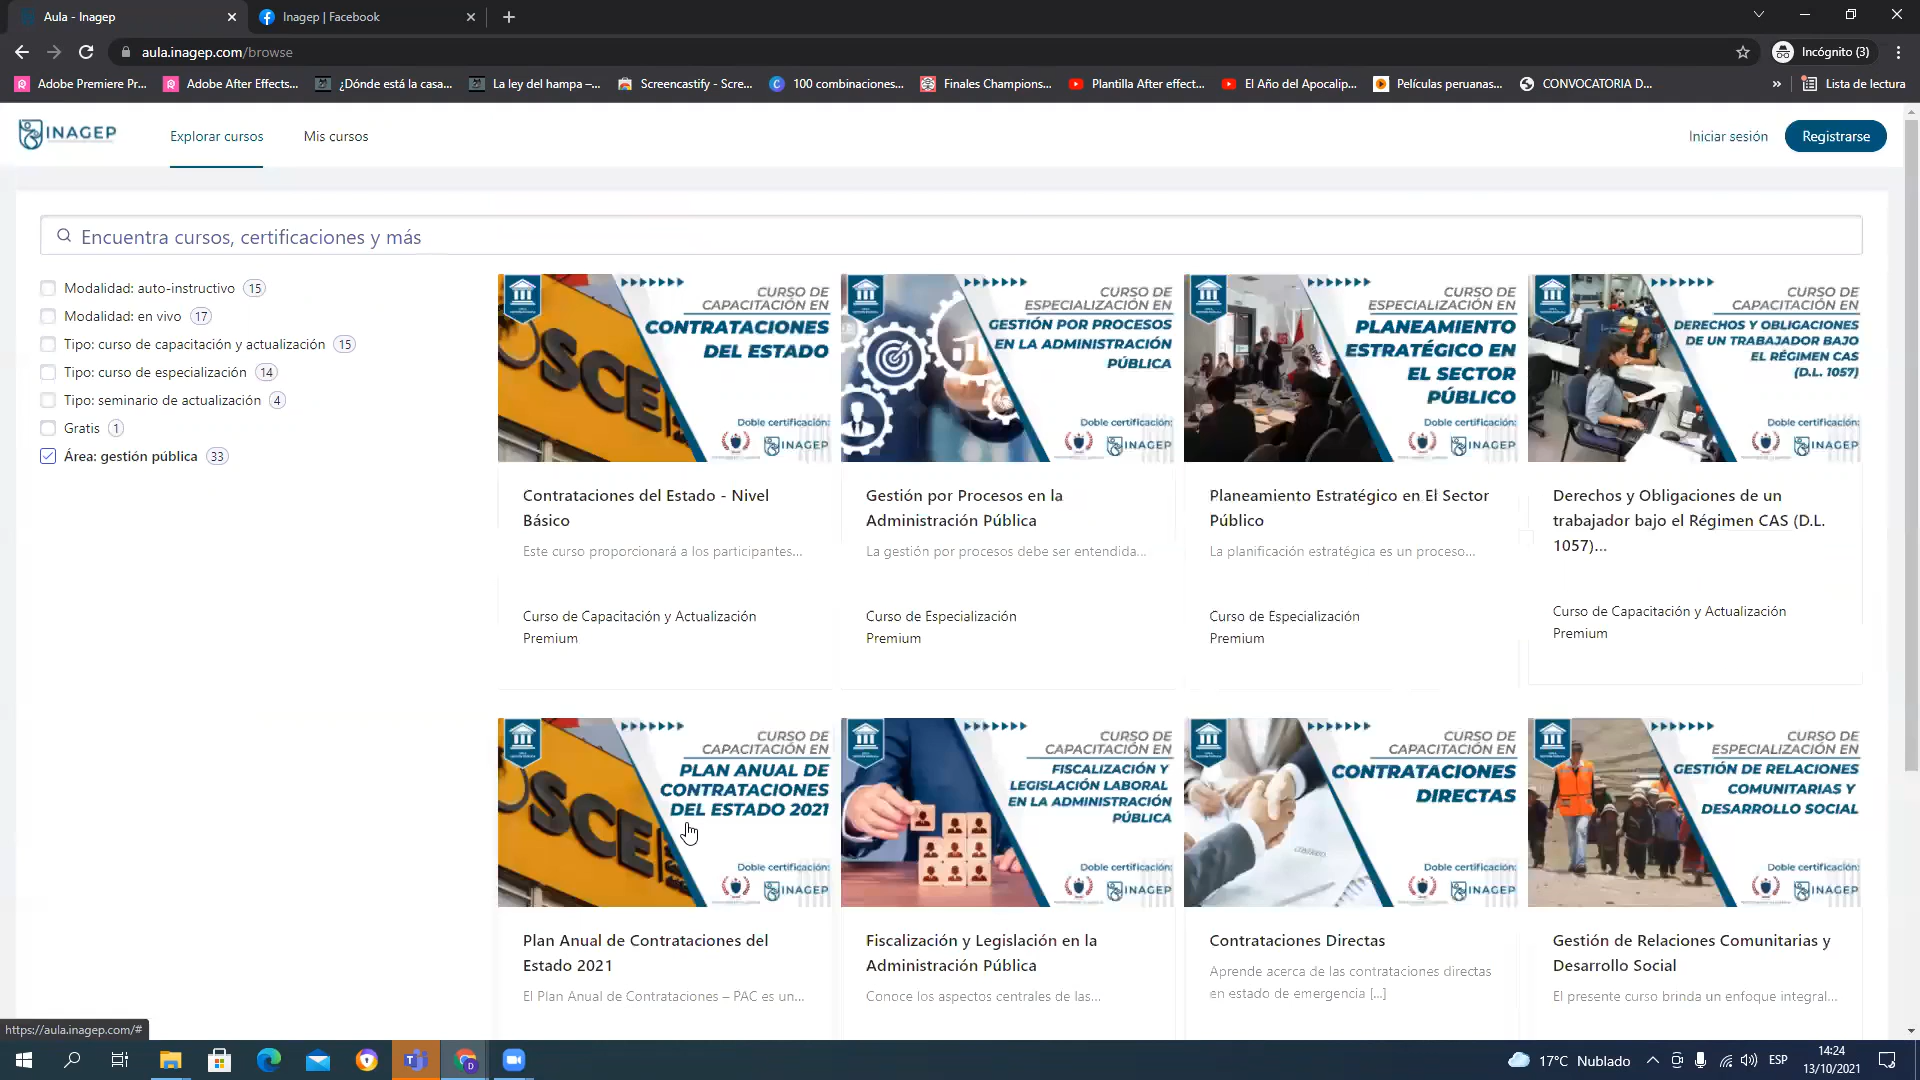 Aula - Inagep
Inagep | Facebook
aula.inagep.com/browse
Incógnito (3)
Adobe Premiere Pr...
Adobe After Effects...
¿Dónde está la casa...
La ley del hampa –...
Screencastify - Scre...
100 combinaciones...
Finales Champions...
Plantilla After effect...
El Año del Apocalip...
Películas peruanas...
CONVOCATORIA D...
»
Lista de lectura
INAGEP
Explorar cursos
Mis cursos
Iniciar sesión
Registrarse
Encuentra cursos, certificaciones y más
Modalidad: auto-instructivo 15
Modalidad: en vivo 17
Tipo: curso de capacitación y actualización 15
Tipo: curso de especialización 14
Tipo: seminario de actualización 4
Gratis 1
Área: gestión pública 33
OSCE
CURSO DE
CAPACITACIÓN EN
CONTRATACIONES
DEL ESTADO
Doble certificación:
INAGEP
Contrataciones del Estado - Nivel
Básico
Este curso proporcionará a los participantes...
Curso de Capacitación y Actualización
Premium
CURSO DE
ESPECIALIZACIÓN EN
GESTIÓN POR PROCESOS
EN LA ADMINISTRACIÓN
PÚBLICA
Doble certificación:
INAGEP
Gestión por Procesos en la
Administración Pública
La gestión por procesos debe ser entendida...
Curso de Especialización
Premium
CURSO DE
ESPECIALIZACIÓN EN
PLANEAMIENTO
ESTRATÉGICO EN
EL SECTOR
PÚBLICO
Doble certificación:
INAGEP
Planeamiento Estratégico en El Sector
Público
La planificación estratégica es un proceso...
Curso de Especialización
Premium
CURSO DE
CAPACITACIÓN EN
DERECHOS Y OBLIGACIONES
DE UN TRABAJADOR BAJO
EL RÉGIMEN CAS
(D.L. 1057)
Doble certificación:
INAGEP
Derechos y Obligaciones de un
trabajador bajo el Régimen CAS (D.L.
1057)...
Curso de Capacitación y Actualización
Premium
OSCE
CURSO DE
CAPACITACIÓN EN
PLAN ANUAL DE
CONTRATACIONES
DEL ESTADO 2021
Doble certificación:
INAGEP
Plan Anual de Contrataciones del
Estado 2021
El Plan Anual de Contrataciones – PAC es un...
CURSO DE
CAPACITACIÓN EN
FISCALIZACIÓN Y
LEGISLACIÓN LABORAL
EN LA ADMINISTRACIÓN
PÚBLICA
Doble certificación:
INAGEP
Fiscalización y Legislación en la
Administración Pública
Conoce los aspectos centrales de las...
CURSO DE
CAPACITACIÓN EN
CONTRATACIONES
DIRECTAS
Doble certificación:
INAGEP
Contrataciones Directas
Aprende acerca de las contrataciones directas
en estado de emergencia [...]
CURSO DE
ESPECIALIZACIÓN EN
GESTIÓN DE RELACIONES
COMUNITARIAS Y
DESARROLLO SOCIAL
Doble certificación:
INAGEP
Gestión de Relaciones Comunitarias y
Desarrollo Social
El presente curso brinda un enfoque integral...
https://aula.inagep.com/#
17°C Nublado
ESP
14:24
13/10/2021